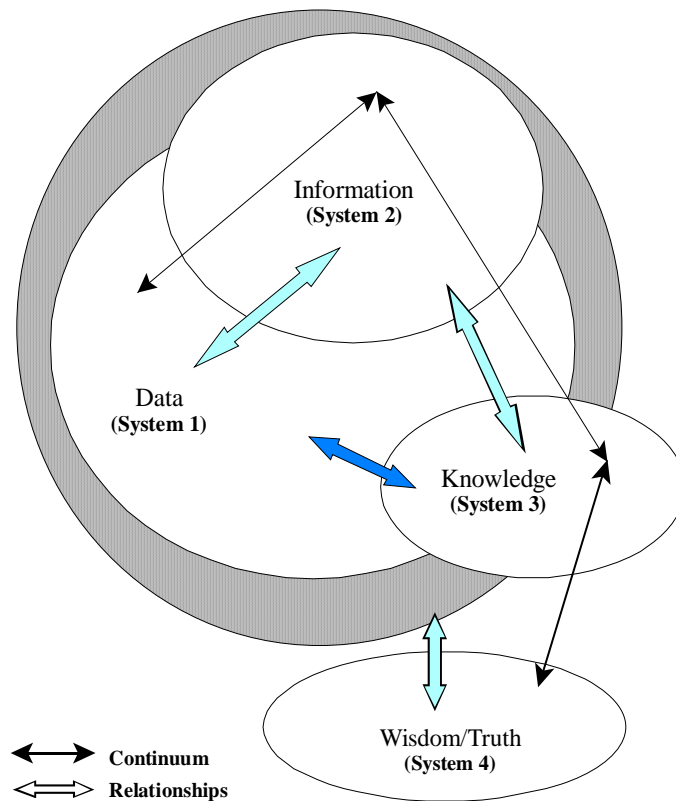 Information
(System 2)
Data
(System 1)
Knowledge
(System 3)
Wisdom/Truth
(System 4)
Continuum
Relationships